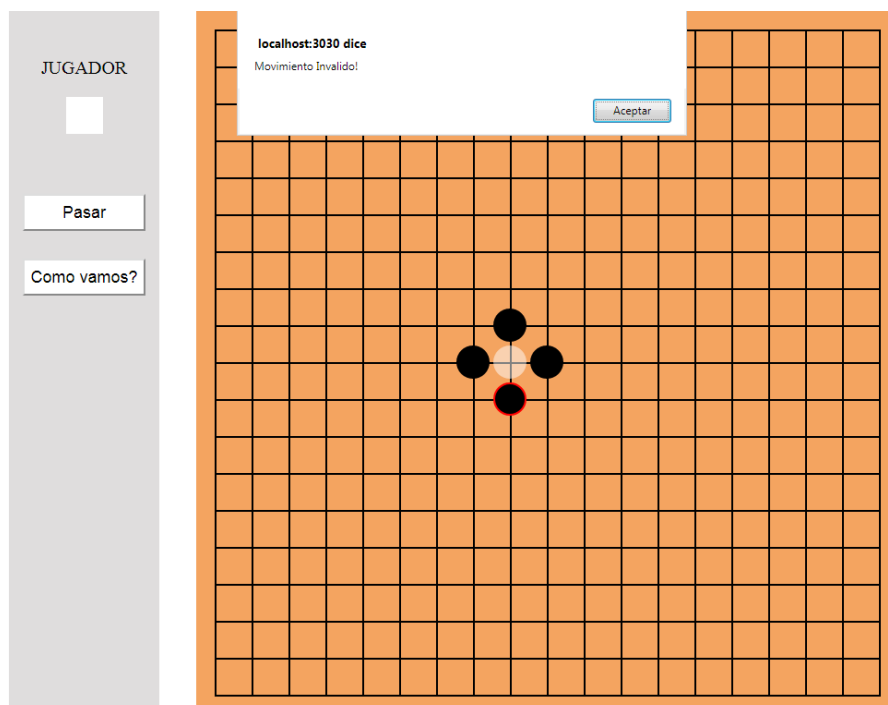 localhost:3030 dice
Movimiento Invalido!
Aceptar
JUGADOR
Pasar
Como vamos?